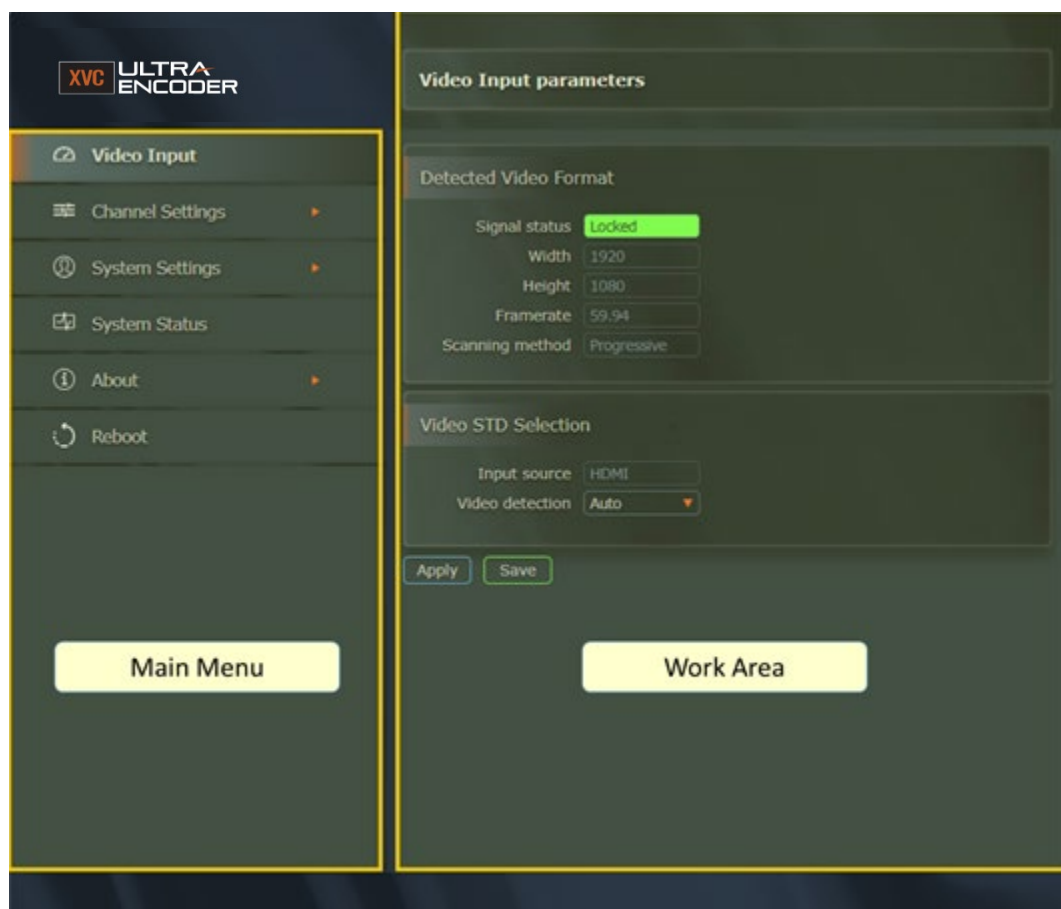 XVC ULTRA
ENCODER
Video Input
Channel Settings
System Settings
System Status
About
Reboot
Main Menu
Video Input parameters
Detected Video Format
Signal status Locked
Width 1920
Height 1080
Framerate 59.94
Scanning method Progressive
Video STD Selection
Input source HDMI
Video detection Auto
Apply Save
Work Area